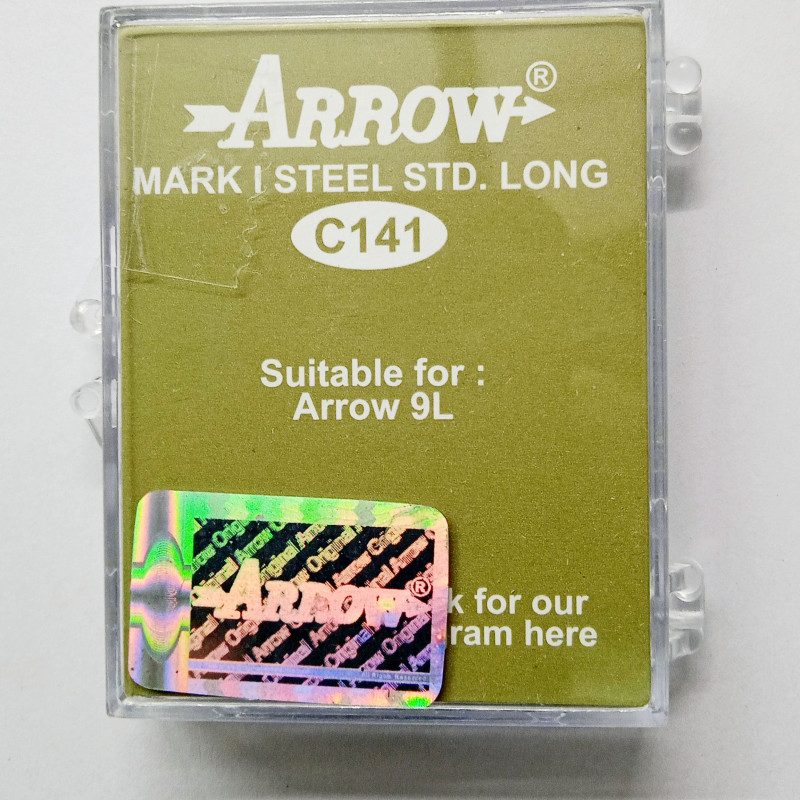 ARROW®
MARK I STEEL STD. LONG
C141
Suitable for :
Arrow 9L
ARROW®
k for our
ram here